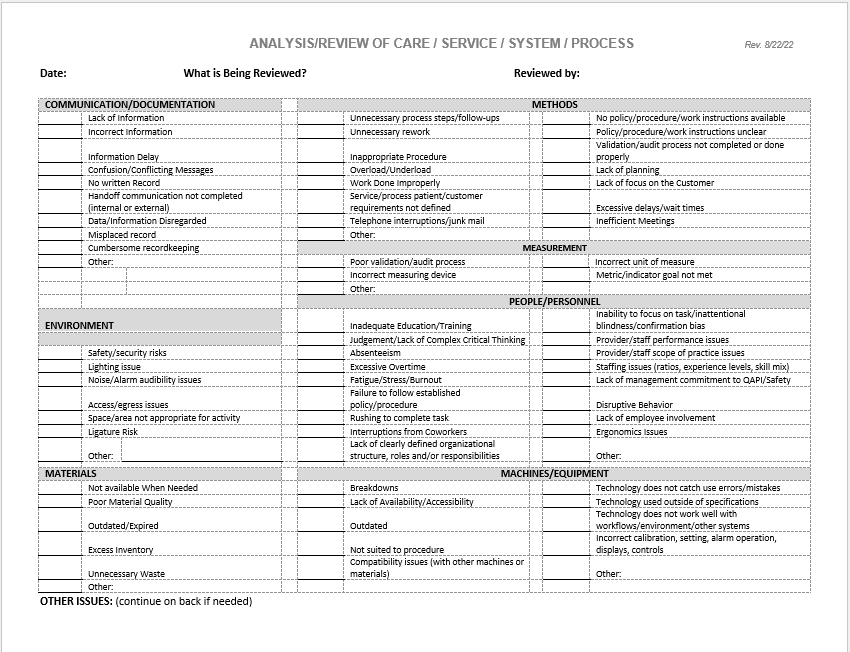 ANALYSIS/REVIEW OF CARE / SERVICE / SYSTEM / PROCESS
Rev. 8/22/22
Date:
What is Being Reviewed?
Reviewed by:
COMMUNICATION/DOCUMENTATION
Lack of Information
Incorrect Information
Information Delay
Confusion/Conflicting Messages
No written Record
Handoff communication not completed
(internal or external)
Data/Information Disregarded
Misplaced record
Cumbersome recordkeeping
Other:
ENVIRONMENT
Safety/security risks
Lighting issue
Noise/Alarm audibility issues
Access/egress issues
Space/area not appropriate for activity
Ligature Risk
Other:
MATERIALS
Not available When Needed
Poor Material Quality
Outdated/Expired
Excess Inventory
Unnecessary Waste
Other:
METHODS
Unnecessary process steps/follow-ups
Unnecessary rework
Inappropriate Procedure
Overload/Underload
Work Done Improperly
Service/process patient/customer
requirements not defined
Telephone interruptions/junk mail
Other:
No policy/procedure/work instructions available
Policy/procedure/work instructions unclear
Validation/audit process not completed or done
properly
Lack of planning
Lack of focus on the Customer
Excessive delays/wait times
Inefficient Meetings
MEASUREMENT
Poor validation/audit process
Incorrect measuring device
Other:
Incorrect unit of measure
Metric/indicator goal not met
PEOPLE/PERSONNEL
Inadequate Education/Training
Judgement/Lack of Complex Critical Thinking
Absenteeism
Excessive Overtime
Fatigue/Stress/Burnout
Failure to follow established
policy/procedure
Rushing to complete task
Interruptions from Coworkers
Lack of clearly defined organizational
structure, roles and/or responsibilities
Inability to focus on task/inattentional
blindness/confirmation bias
Provider/staff performance issues
Provider/staff scope of practice issues
Staffing issues (ratios, experience levels, skill mix)
Lack of management commitment to QAPI/Safety
Disruptive Behavior
Lack of employee involvement
Ergonomics Issues
Other:
MACHINES/EQUIPMENT
Breakdowns
Lack of Availability/Accessibility
Outdated
Not suited to procedure
Compatibility issues (with other machines or
materials)
Technology does not catch use errors/mistakes
Technology used outside of specifications
Technology does not work well with
workflows/environment/other systems
Incorrect calibration, setting, alarm operation,
displays, controls
Other:
OTHER ISSUES: (continue on back if needed)